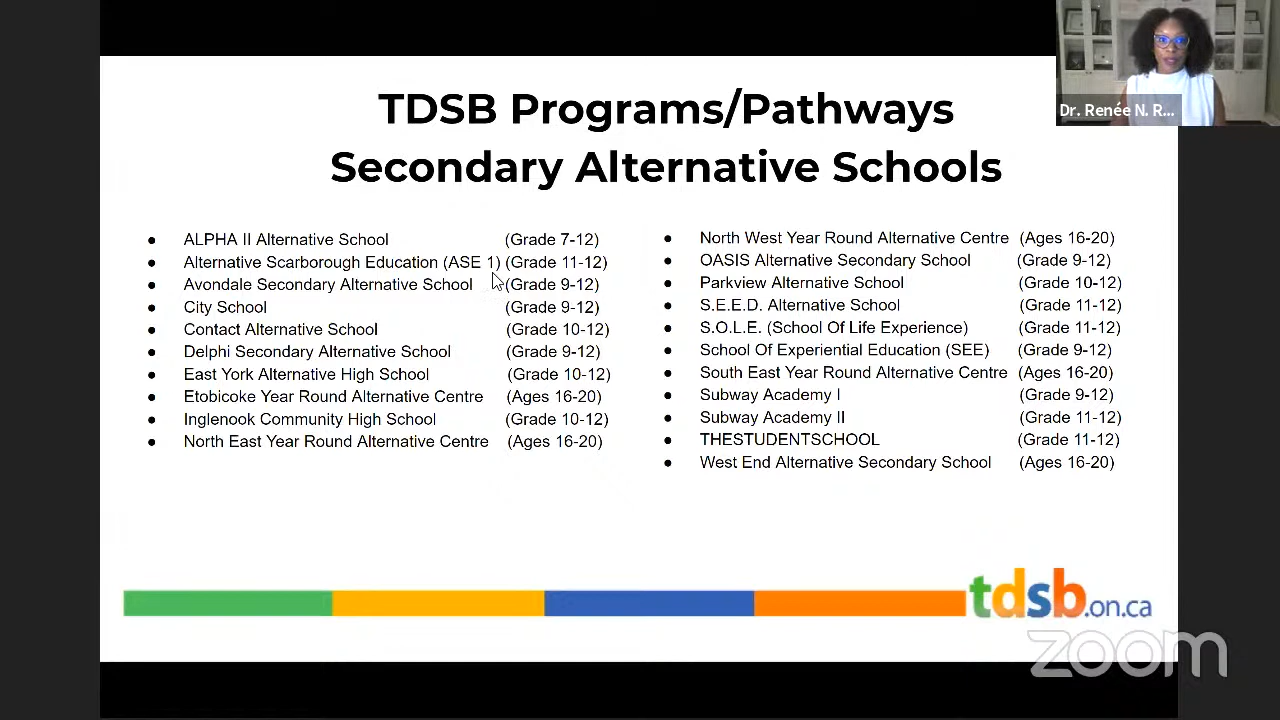 TDSB Programs/Pathways
Secondary Alternative Schools
Dr. Renée N. R...
● ALPHA II Alternative School (Grade 7-12)
● Alternative Scarborough Education (ASE 1) (Grade 11-12)
● Avondale Secondary Alternative School (Grade 9-12)
● City School (Grade 9-12)
● Contact Alternative School (Grade 10-12)
● Delphi Secondary Alternative School (Grade 9-12)
● East York Alternative High School (Grade 10-12)
● Etobicoke Year Round Alternative Centre (Ages 16-20)
● Inglenook Community High School (Grade 10-12)
● North East Year Round Alternative Centre (Ages 16-20)
● North West Year Round Alternative Centre (Ages 16-20)
● OASIS Alternative Secondary School (Grade 9-12)
● Parkview Alternative School (Grade 10-12)
● S.E.E.D. Alternative School (Grade 11-12)
● S.O.L.E. (School Of Life Experience) (Grade 11-12)
● School Of Experiential Education (SEE) (Grade 9-12)
● South East Year Round Alternative Centre (Ages 16-20)
● Subway Academy I (Grade 9-12)
● Subway Academy II (Grade 11-12)
● THESTUDENTSCHOOL (Grade 11-12)
● West End Alternative Secondary School (Ages 16-20)
tdsb.on.ca
zoom